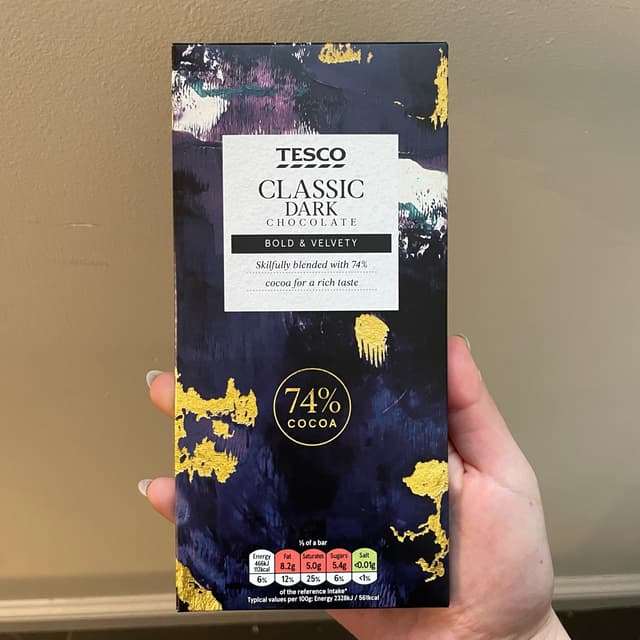 TESCO
CLASSIC
DARK
CHOCOLATE
BOLD & VELVETY
Skilfully blended with 74%
cocoa for a rich taste
74%
COCOA
⅕ of a bar
Energy Fat Saturates Sugars Salt
466kJ 8.2g 5.0g 5.4g <0.01g
112kcal
6% 12% 25% 6% <1%
of the reference intake*
Typical values per 100g: Energy 2328kJ / 561kcal